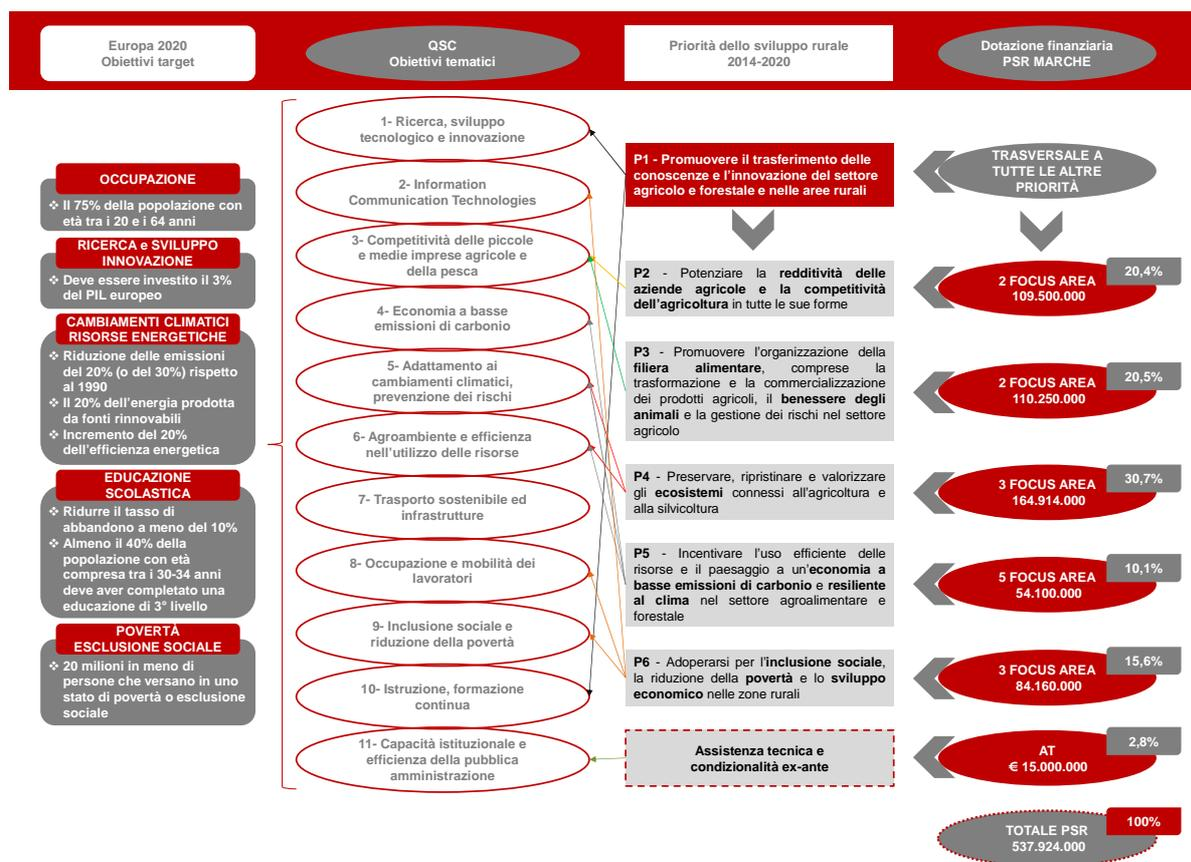 Europa 2020
Obiettivi target
QSC
Obiettivi tematici
Priorità dello sviluppo rurale
2014-2020
Dotazione finanziaria
PSR MARCHE
OCCUPAZIONE
❖ Il 75% della popolazione con
età tra i 20 e i 64 anni
RICERCA e SVILUPPO
INNOVAZIONE
❖ Deve essere investito il 3%
del PIL europeo
CAMBIAMENTI CLIMATICI
RISORSE ENERGETICHE
❖ Riduzione delle emissioni
del 20% (o del 30%) rispetto
al 1990
❖ Il 20% dell'energia prodotta
da fonti rinnovabili
❖ Incremento del 20%
dell'efficienza energetica
EDUCAZIONE
SCOLASTICA
❖ Ridurre il tasso di
abbandono a meno del 10%
❖ Almeno il 40% della
popolazione con età
compresa tra i 30-34 anni
deve aver completato una
educazione di 3° livello
POVERTÀ
ESCLUSIONE SOCIALE
❖ 20 milioni in meno di
persone che versano in uno
stato di povertà o esclusione
sociale
1- Ricerca, sviluppo
tecnologico e innovazione
2- Information
Communication Technologies
3- Competitività delle piccole
e medie imprese agricole e
della pesca
4- Economia a basse
emissioni di carbonio
5- Adattamento ai
cambiamenti climatici,
prevenzione dei rischi
6- Agroambiente e efficienza
nell'utilizzo delle risorse
7- Trasporto sostenibile ed
infrastrutture
8- Occupazione e mobilità dei
lavoratori
9- Inclusione sociale e
riduzione della povertà
10- Istruzione, formazione
continua
11- Capacità istituzionale e
efficienza della pubblica
amministrazione
P1 - Promuovere il trasferimento delle
conoscenze e l'innovazione del settore
agricolo e forestale e nelle aree rurali
P2 - Potenziare la redditività delle
aziende agricole e la competitività
dell'agricoltura in tutte le sue forme
P3 - Promuovere l'organizzazione della
filiera alimentare, comprese la
trasformazione e la commercializzazione
dei prodotti agricoli, il benessere degli
animali e la gestione dei rischi nel settore
agricolo
P4 - Preservare, ripristinare e valorizzare
gli ecosistemi connessi all'agricoltura e
alla silvicoltura
P5 - Incentivare l'uso efficiente delle
risorse e il paesaggio a un'economia a
basse emissioni di carbonio e resiliente
al clima nel settore agroalimentare e
forestale
P6 - Adoperarsi per l'inclusione sociale,
la riduzione della povertà e lo sviluppo
economico nelle zone rurali
Assistenza tecnica e
condizionalità ex-ante
TRASVERSALE A
TUTTE LE ALTRE
PRIORITÀ
20,4%
2 FOCUS AREA
109.500.000
20,5%
2 FOCUS AREA
110.250.000
30,7%
3 FOCUS AREA
164.914.000
10,1%
5 FOCUS AREA
54.100.000
15,6%
3 FOCUS AREA
84.160.000
2,8%
AT
€ 15.000.000
100%
TOTALE PSR
537.924.000